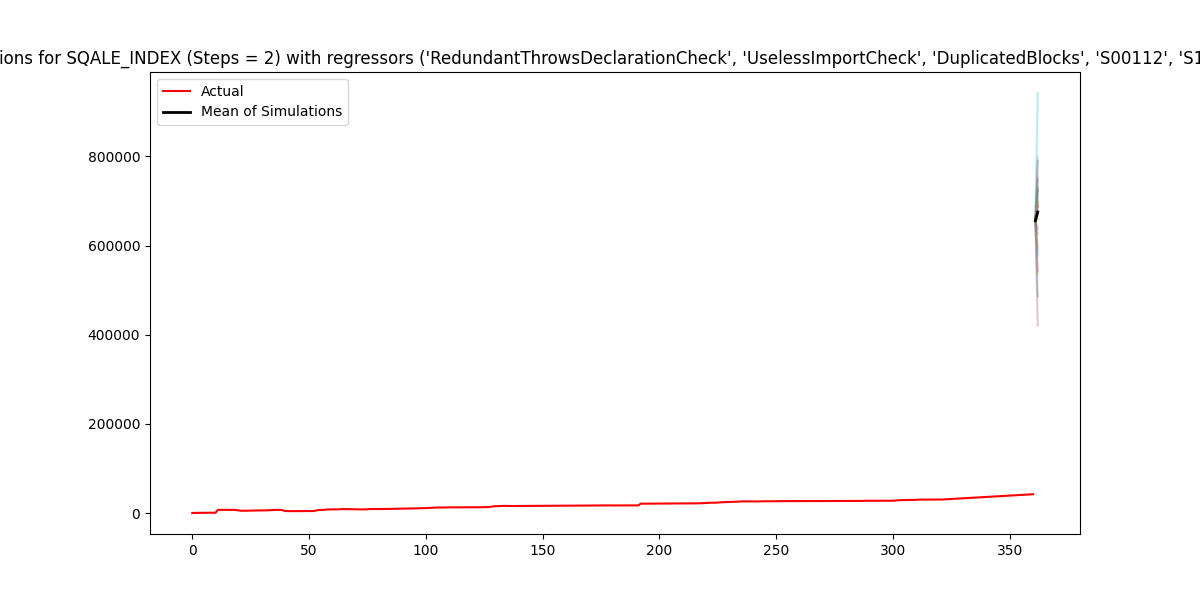 ions for SQALE_INDEX (Steps = 2) with regressors ('RedundantThrowsDeclarationCheck', 'UselessImportCheck', 'DuplicatedBlocks', 'S00112', 'S1
Actual
Mean of Simulations
800000
600000
400000
200000
0
0 50 100 150 200 250 300 350